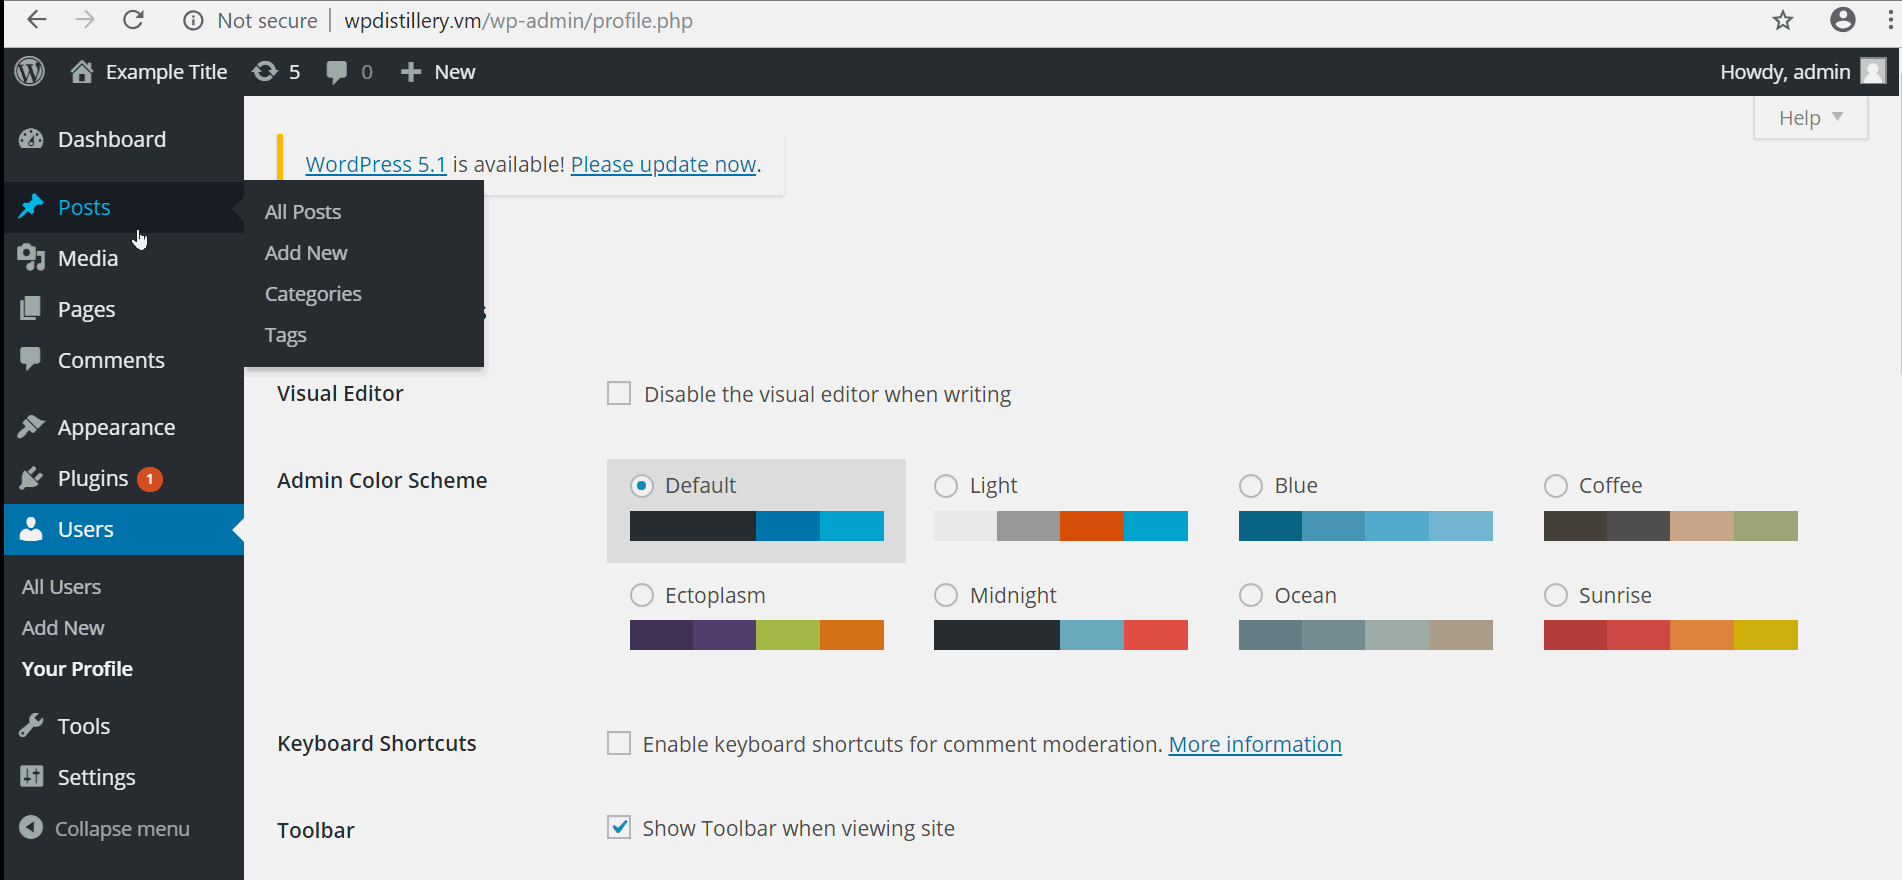 Not secure | wpdistillery.vm/wp-admin/profile.php
Example Title 5 0 New Howdy, admin
Help
Dashboard
WordPress 5.1 is available! Please update now.
Posts
All Posts
Add New
Categories
Tags
Media
Pages
Comments
Appearance
Plugins 1
Users
All Users
Add New
Your Profile
Tools
Settings
Collapse menu
Visual Editor Disable the visual editor when writing
Admin Color Scheme Default Light Blue Coffee
Ectoplasm Midnight Ocean Sunrise
Keyboard Shortcuts Enable keyboard shortcuts for comment moderation. More information
Toolbar Show Toolbar when viewing site